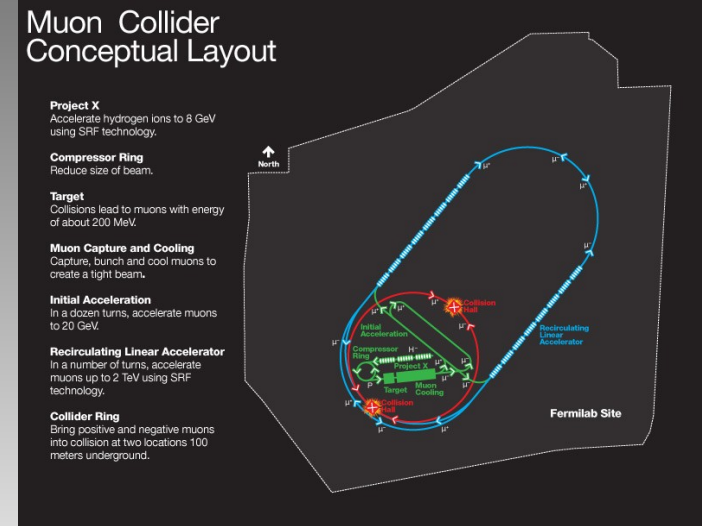 Muon Collider
Conceptual Layout
Project X
Accelerate hydrogen ions to 8 GeV
using SRF technology.
Compressor Ring
Reduce size of beam.
Target
Collisions lead to muons with energy
of about 200 MeV.
Muon Capture and Cooling
Capture, bunch and cool muons to
create a tight beam.
Initial Acceleration
In a dozen turns, accelerate muons
to 20 GeV.
Recirculating Linear Accelerator
In a number of turns, accelerate
muons up to 2 TeV using SRF
technology.
Collider Ring
Bring positive and negative muons
into collision at two locations 100
meters underground.
North
Collision
Hall
Initial
Acceleration
Recirculating
Linear
Accelerator
H⁻
Compressor
Ring
Project X
P
Target
Muon
Cooling
Collision
Hall
Fermilab Site